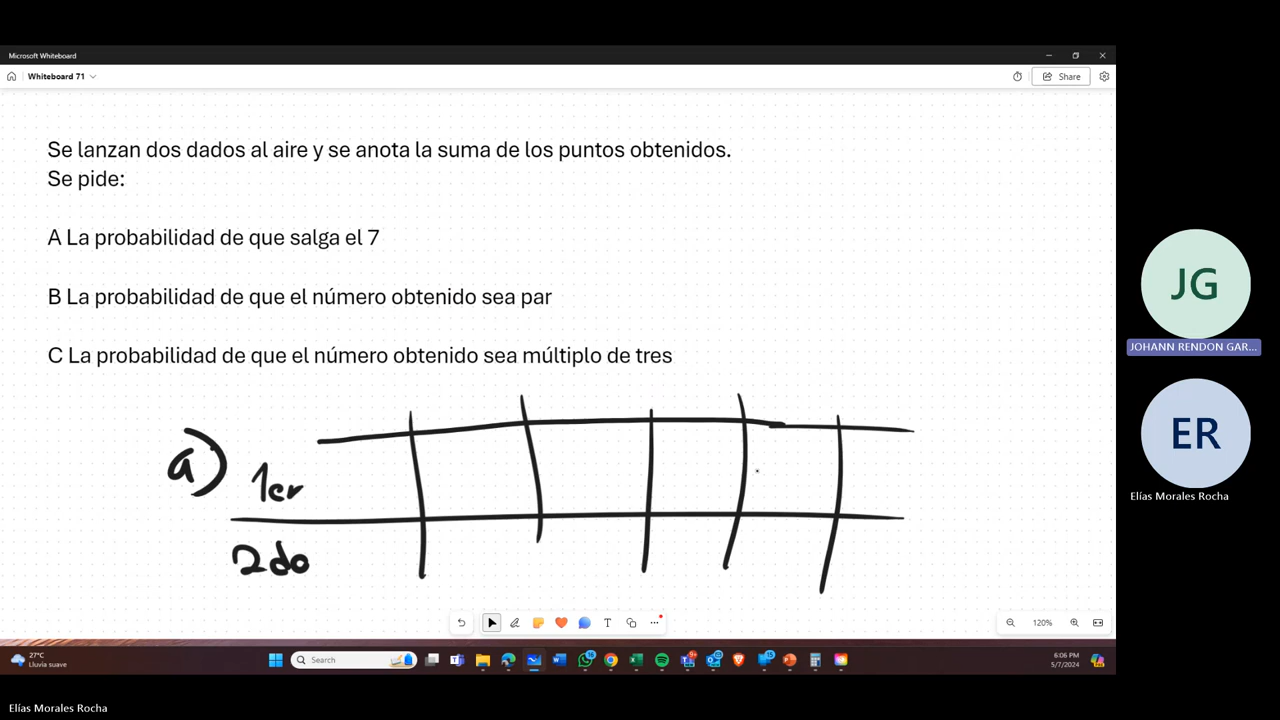 Microsoft Whiteboard
Whiteboard 71
Share
Se lanzan dos dados al aire y se anota la suma de los puntos obtenidos.
Se pide:
A La probabilidad de que salga el 7
B La probabilidad de que el número obtenido sea par
C La probabilidad de que el número obtenido sea múltiplo de tres
a)
1er
2do
JG
JOHANN RENDON GAR...
ER
Elías Morales Rocha
120%
27°C
Lluvia suave
Search
6:06 PM
5/7/2024
Elías Morales Rocha